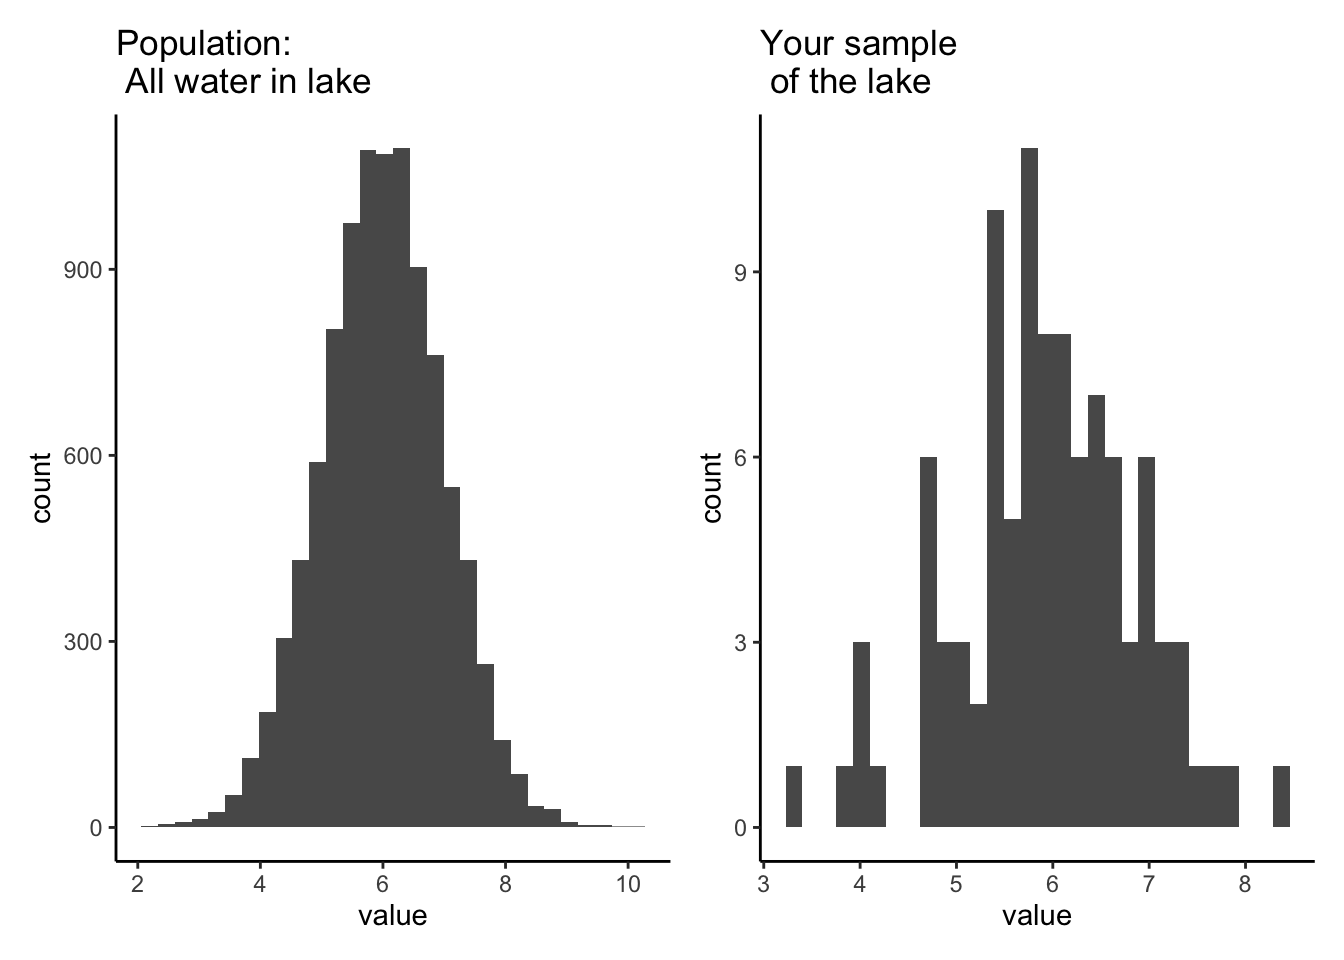 Population:
All water in lake
count
900
600
300
0
2 4 6 8 10
value
Your sample
of the lake
count
9
6
3
0
3 4 5 6 7 8
value